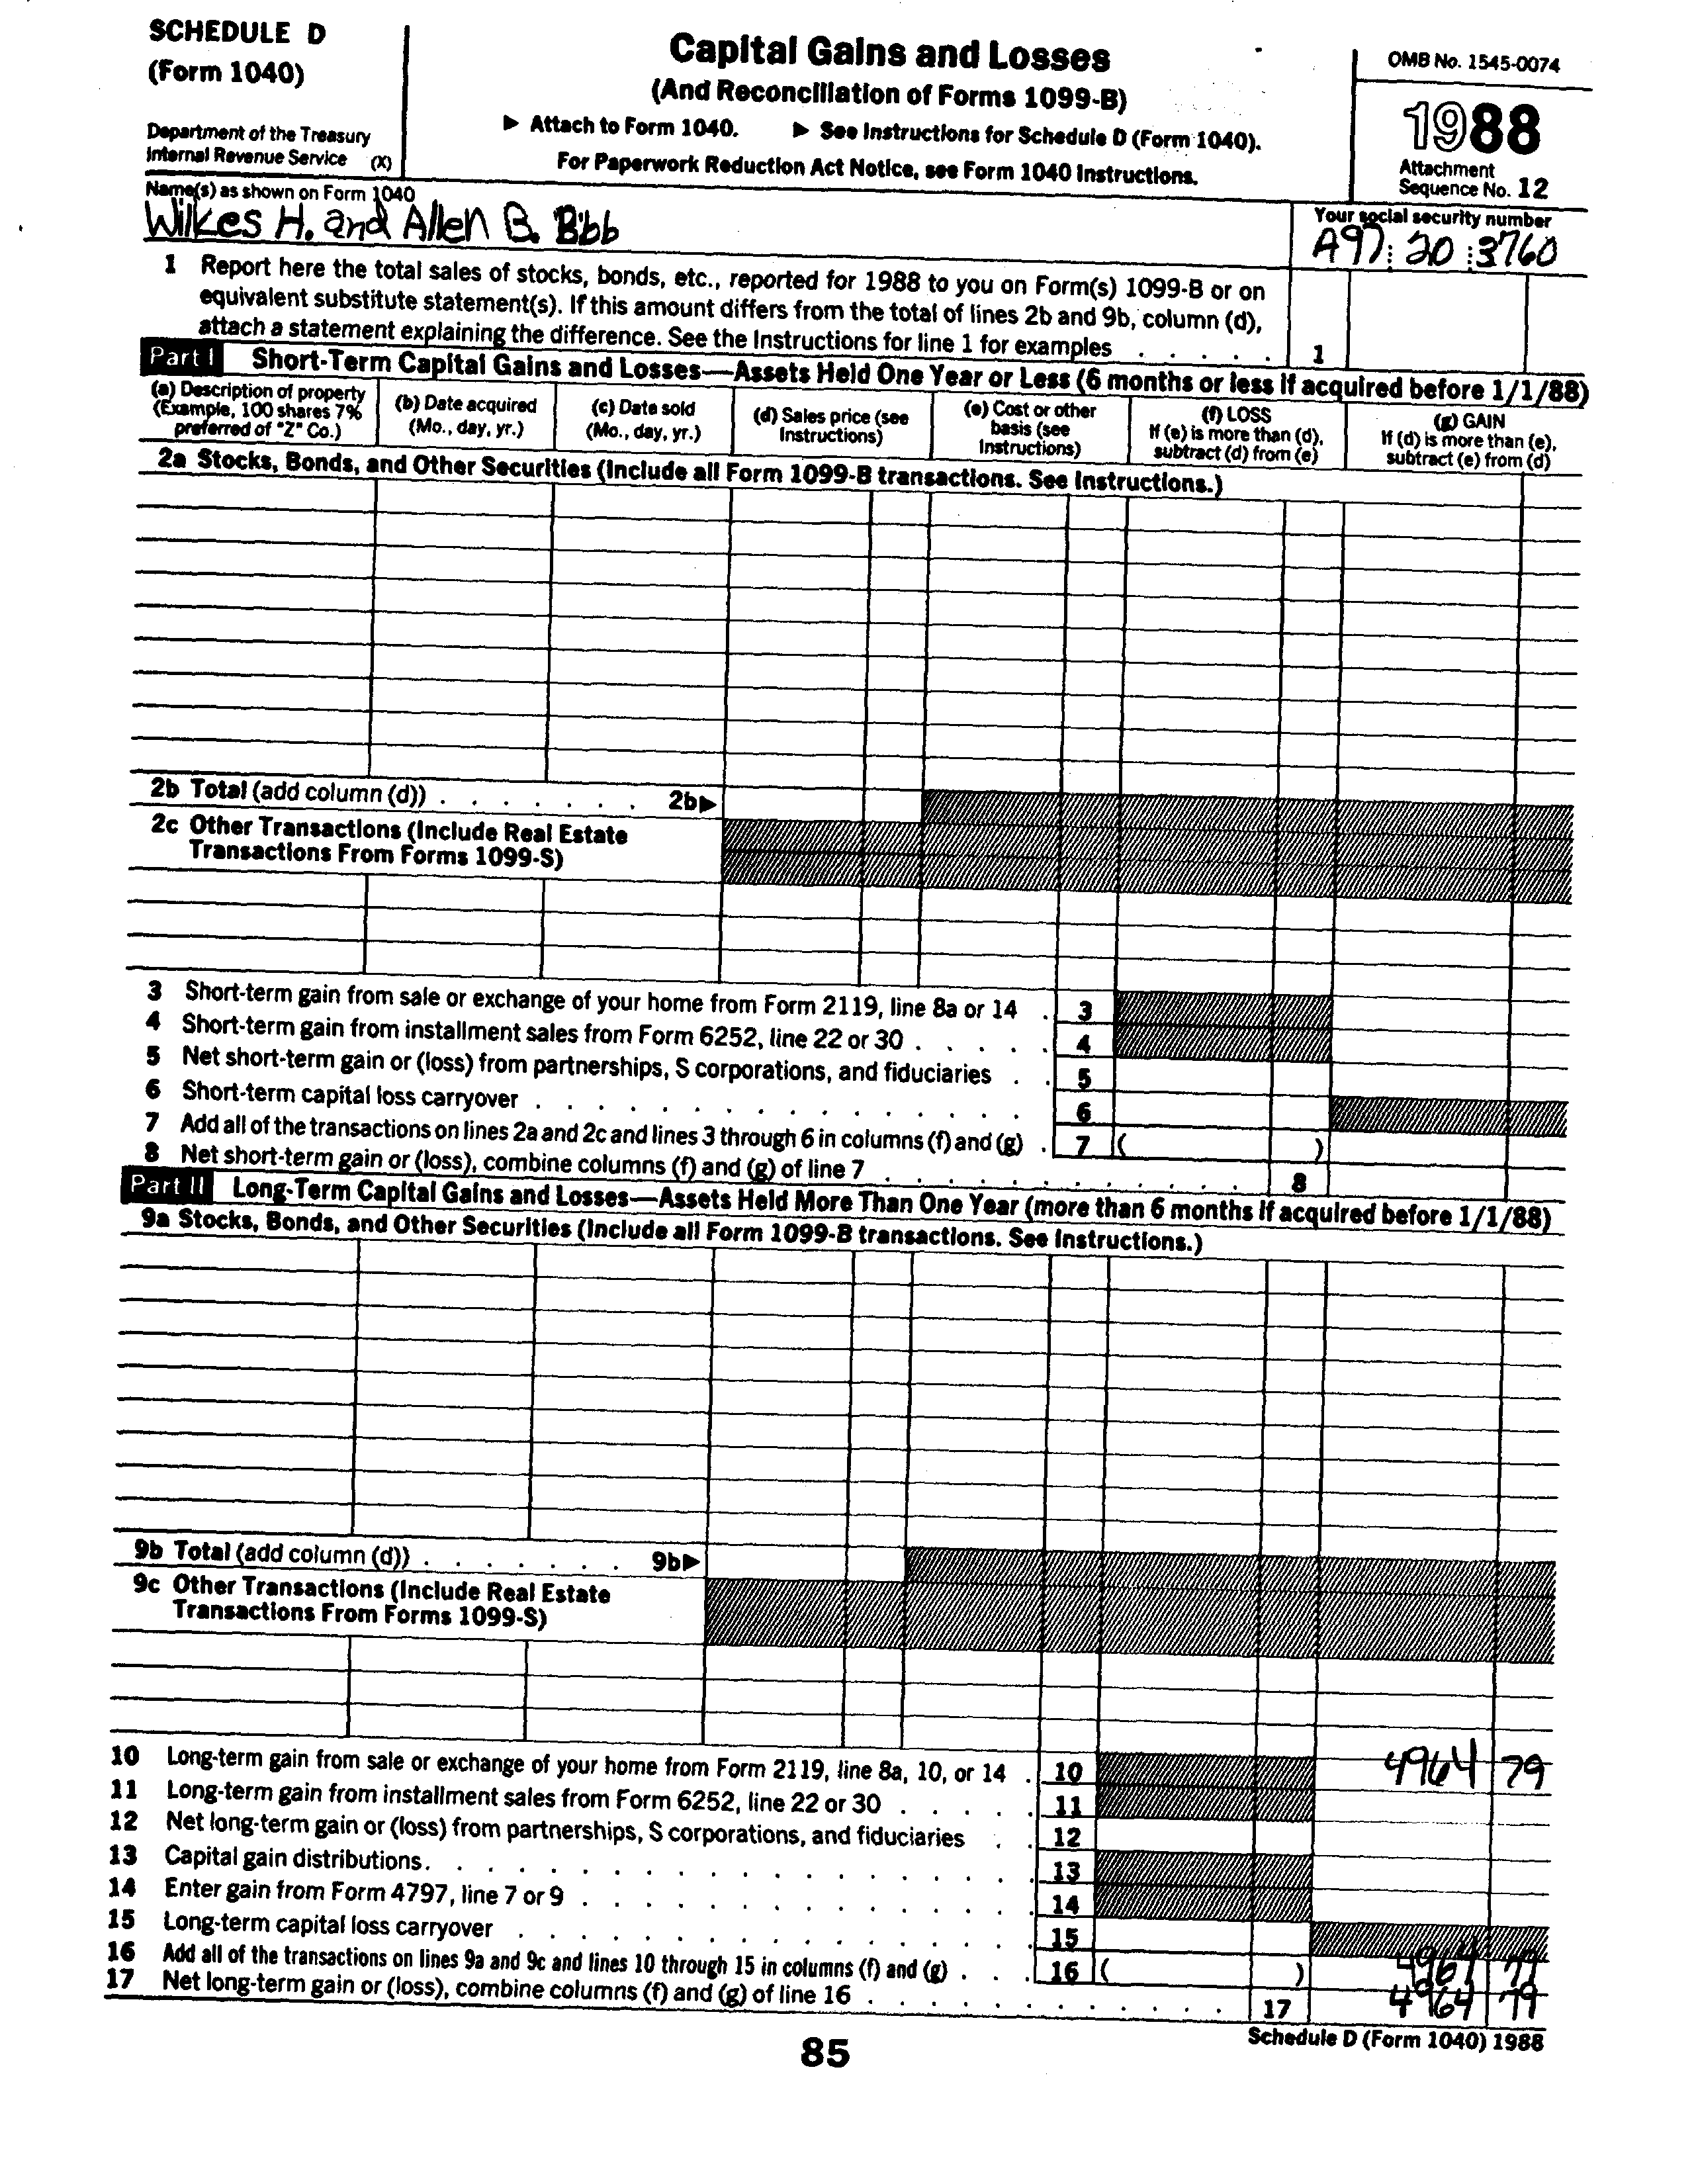 SCHEDULE D
(Form 1040)
Department of the Treasury
Internal Revenue Service (X)
Capital Gains and Losses
(And Reconciliation of Forms 1099-B)
▶ Attach to Form 1040. ▶ See Instructions for Schedule D (Form 1040).
For Paperwork Reduction Act Notice, see Form 1040 Instructions.
OMB No. 1545-0074
1988
Attachment
Sequence No. 12
Name(s) as shown on Form 1040
Wilkes H. and Allen B. Bibb
Your social security number
A97: 20 :3760
1 Report here the total sales of stocks, bonds, etc., reported for 1988 to you on Form(s) 1099-B or on
equivalent substitute statement(s). If this amount differs from the total of lines 2b and 9b, column (d),
attach a statement explaining the difference. See the Instructions for line 1 for examples . . . . . 1
Part I Short-Term Capital Gains and Losses—Assets Held One Year or Less (6 months or less if acquired before 1/1/88)
(a) Description of property
(Example, 100 shares 7%
preferred of "Z" Co.)
(b) Date acquired
(Mo., day, yr.)
(c) Date sold
(Mo., day, yr.)
(d) Sales price (see
Instructions)
(e) Cost or other
basis (see
Instructions)
(f) LOSS
If (e) is more than (d),
subtract (d) from (e)
(g) GAIN
If (d) is more than (e),
subtract (e) from (d)
2a Stocks, Bonds, and Other Securities (Include all Form 1099-B transactions. See Instructions.)
2b Total (add column (d)) . . . . . . . 2b▶
2c Other Transactions (Include Real Estate
Transactions From Forms 1099-S)
3 Short-term gain from sale or exchange of your home from Form 2119, line 8a or 14 . 3
4 Short-term gain from installment sales from Form 6252, line 22 or 30 . . . . . 4
5 Net short-term gain or (loss) from partnerships, S corporations, and fiduciaries . . 5
6 Short-term capital loss carryover . . . . . . . . . . . . . . . . 6
7 Add all of the transactions on lines 2a and 2c and lines 3 through 6 in columns (f) and (g) . 7 ( )
8 Net short-term gain or (loss), combine columns (f) and (g) of line 7 . . . . . . . . . . . . 8
Part II Long-Term Capital Gains and Losses—Assets Held More Than One Year (more than 6 months if acquired before 1/1/88)
9a Stocks, Bonds, and Other Securities (Include all Form 1099-B transactions. See Instructions.)
9b Total (add column (d)) . . . . . . . 9b▶
9c Other Transactions (Include Real Estate
Transactions From Forms 1099-S)
10 Long-term gain from sale or exchange of your home from Form 2119, line 8a, 10, or 14 . 10 4964 79
11 Long-term gain from installment sales from Form 6252, line 22 or 30 . . . . . 11
12 Net long-term gain or (loss) from partnerships, S corporations, and fiduciaries . . 12
13 Capital gain distributions. . . . . . . . . . . . . . . . . . . 13
14 Enter gain from Form 4797, line 7 or 9 . . . . . . . . . . . . . . 14
15 Long-term capital loss carryover . . . . . . . . . . . . . . . . 15
16 Add all of the transactions on lines 9a and 9c and lines 10 through 15 in columns (f) and (g) . . . 16 ( ) 4964 79
17 Net long-term gain or (loss), combine columns (f) and (g) of line 16 . . . . . . . . . . . . 17 4964 79
Schedule D (Form 1040) 1988
85